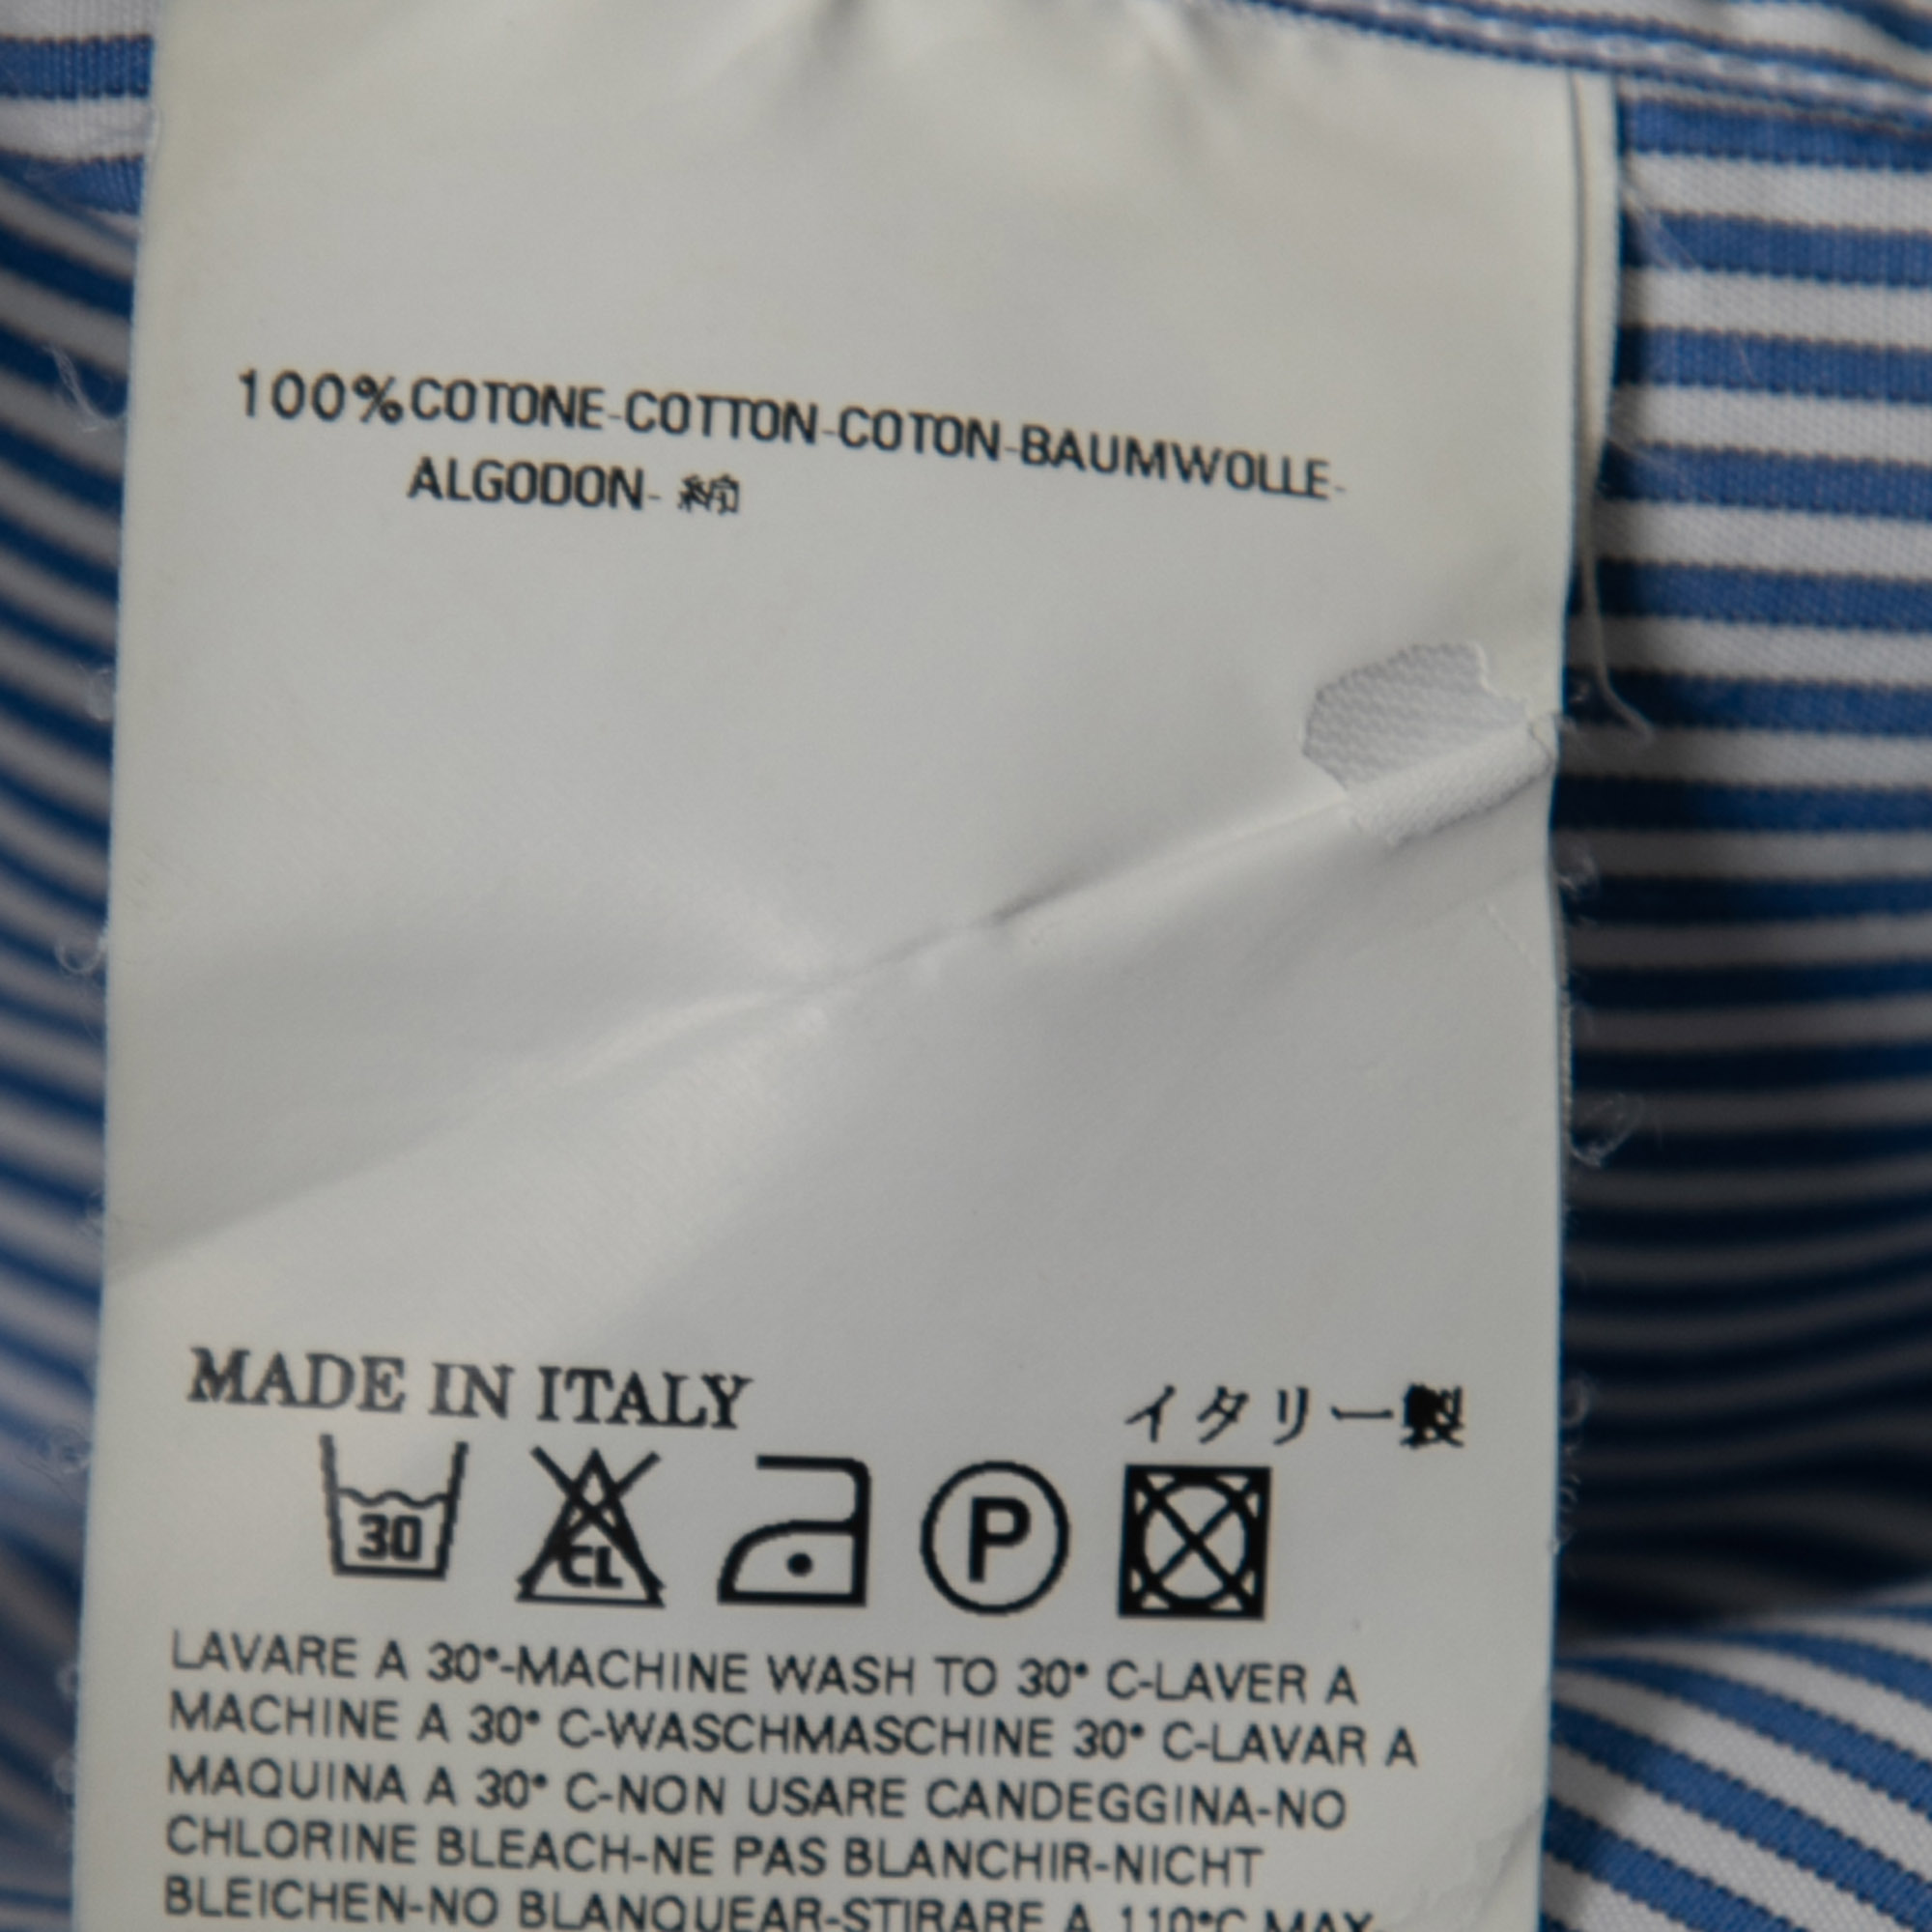 100%COTONE-COTTON-COTON-BAUMWOLLE-
ALGODON- 綿
MADE IN ITALY
イタリー製
30
CL
P
LAVARE A 30°-MACHINE WASH TO 30° C-LAVER A
MACHINE A 30° C-WASCHMASCHINE 30° C-LAVAR A
MAQUINA A 30° C-NON USARE CANDEGGINA-NO
CHLORINE BLEACH-NE PAS BLANCHIR-NICHT
BLEICHEN-NO BLANQUEAR-STIRARE A 110°C MAX-